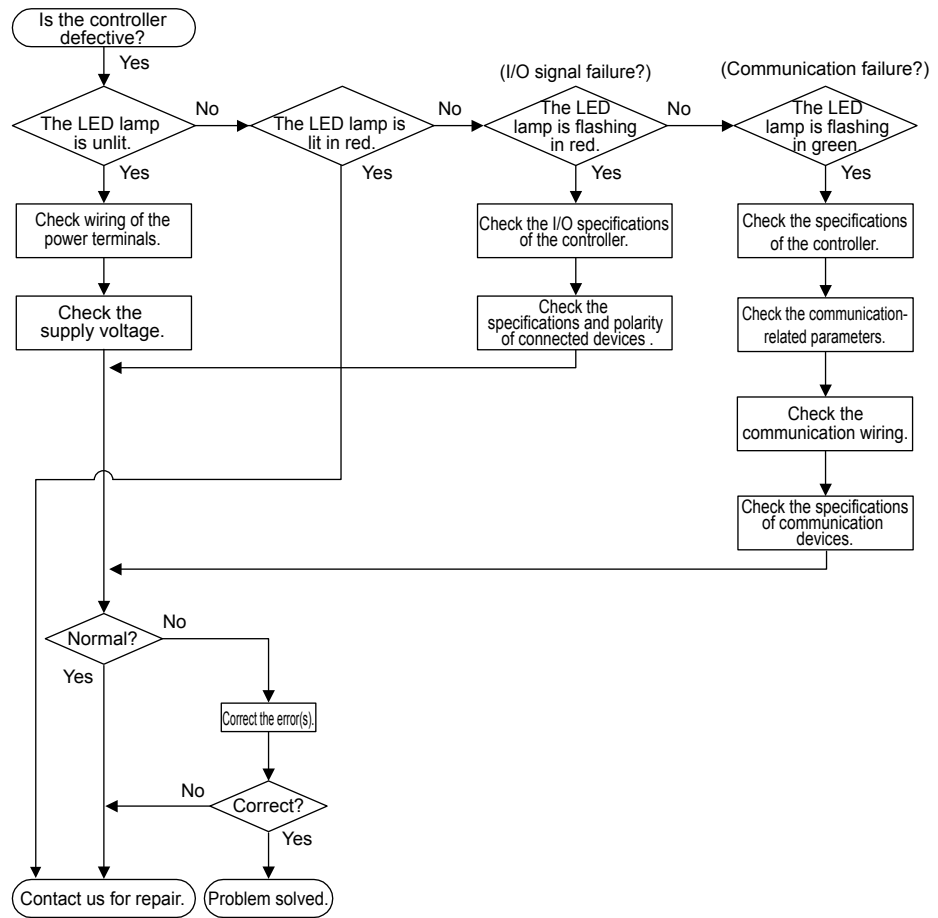 Is the controller
defective?
Yes
(I/O signal failure?)
(Communication failure?)
The LED lamp
is unlit.
No
The LED lamp is
lit in red.
No
The LED
lamp is flashing
in red.
No
The LED
lamp is flashing
in green
Yes
Yes
Yes
Yes
Check wiring of the
power terminals.
Check the I/O specifications
of the controller.
Check the specifications
of the controller.
Check the
supply voltage.
Check the
specifications and polarity
of connected devices .
Check the communication-
related parameters.
Check the
communication wiring.
Check the specifications
of communication
devices.
Normal?
No
Yes
Correct the error(s).
No
Correct?
Yes
Contact us for repair.
Problem solved.